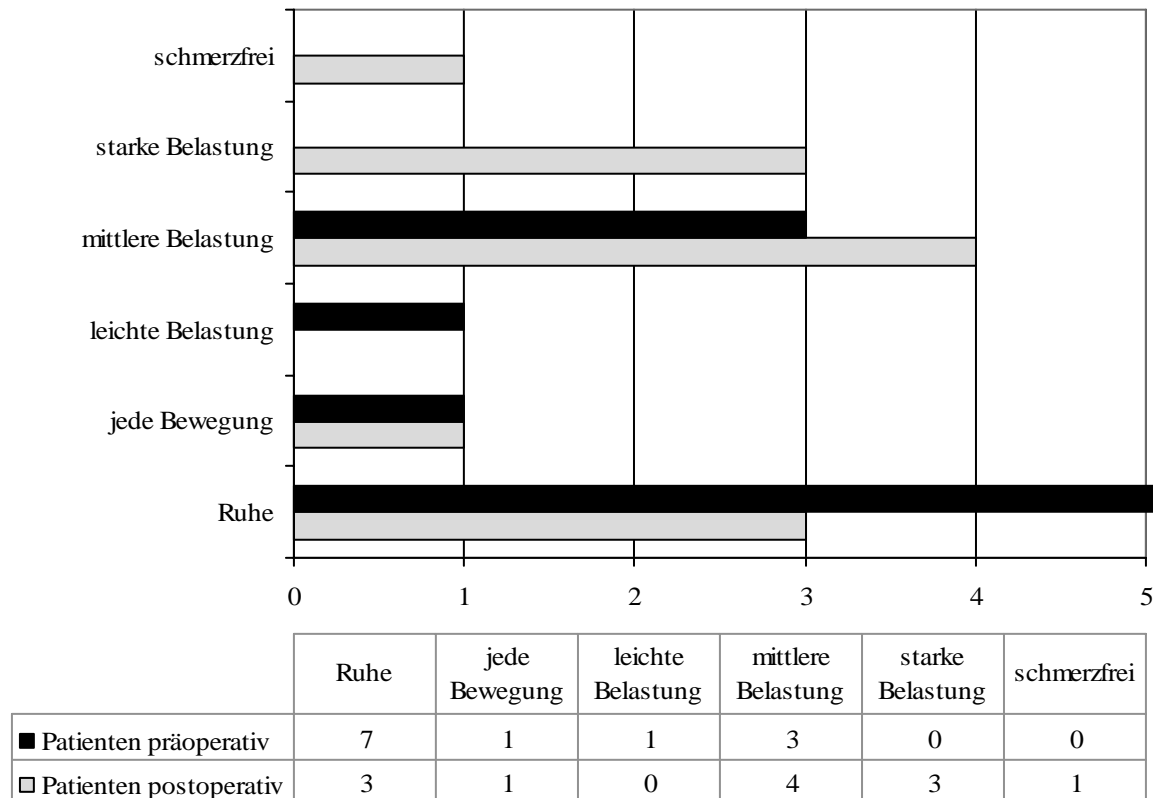 schmerzfrei
starke Belastung
mittlere Belastung
leichte Belastung
jede Bewegung
Ruhe
0 1 2 3 4 5
Ruhe jede Bewegung leichte Belastung mittlere Belastung starke Belastung schmerzfrei
Patienten präoperativ 7 1 1 3 0 0
Patienten postoperativ 3 1 0 4 3 1